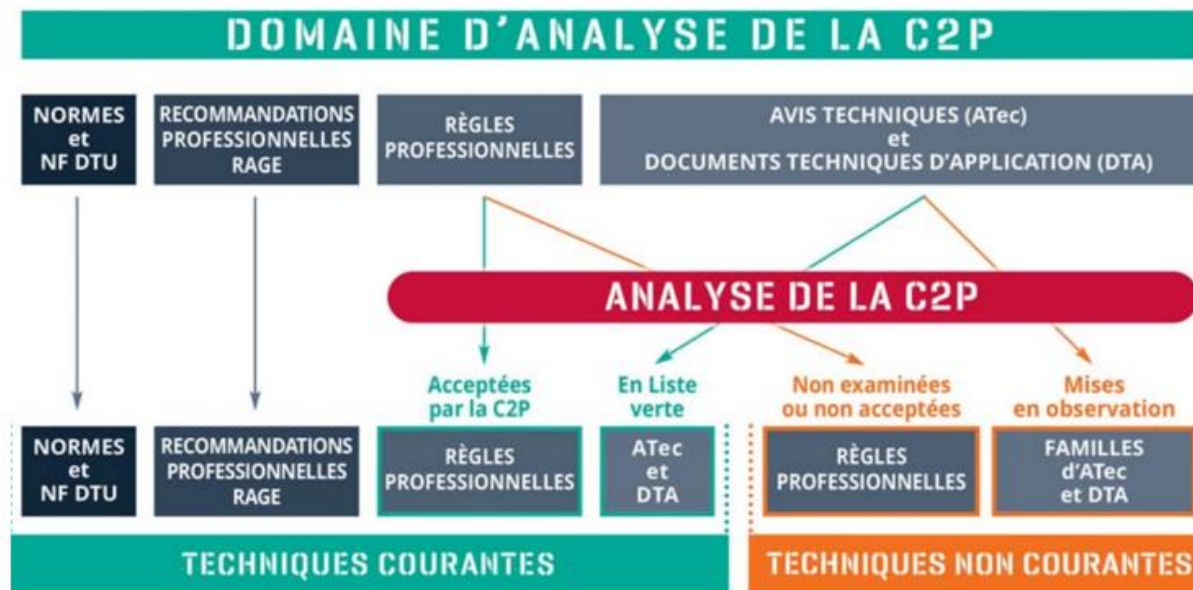 DOMAINE D'ANALYSE DE LA C2P
NORMES
et
NF DTU
RECOMMANDATIONS
PROFESSIONNELLES
RAGE
RÈGLES
PROFESSIONNELLES
AVIS TECHNIQUES (ATec)
et
DOCUMENTS TECHNIQUES D'APPLICATION (DTA)
ANALYSE DE LA C2P
Acceptées
par la C2P
En Liste
verte
Non examinées
ou non acceptées
Mises
en observation
NORMES
et
NF DTU
RECOMMANDATIONS
PROFESSIONNELLES
RAGE
RÈGLES
PROFESSIONNELLES
ATec
et
DTA
RÈGLES
PROFESSIONNELLES
FAMILLES
d'ATec
et DTA
TECHNIQUES COURANTES
TECHNIQUES NON COURANTES